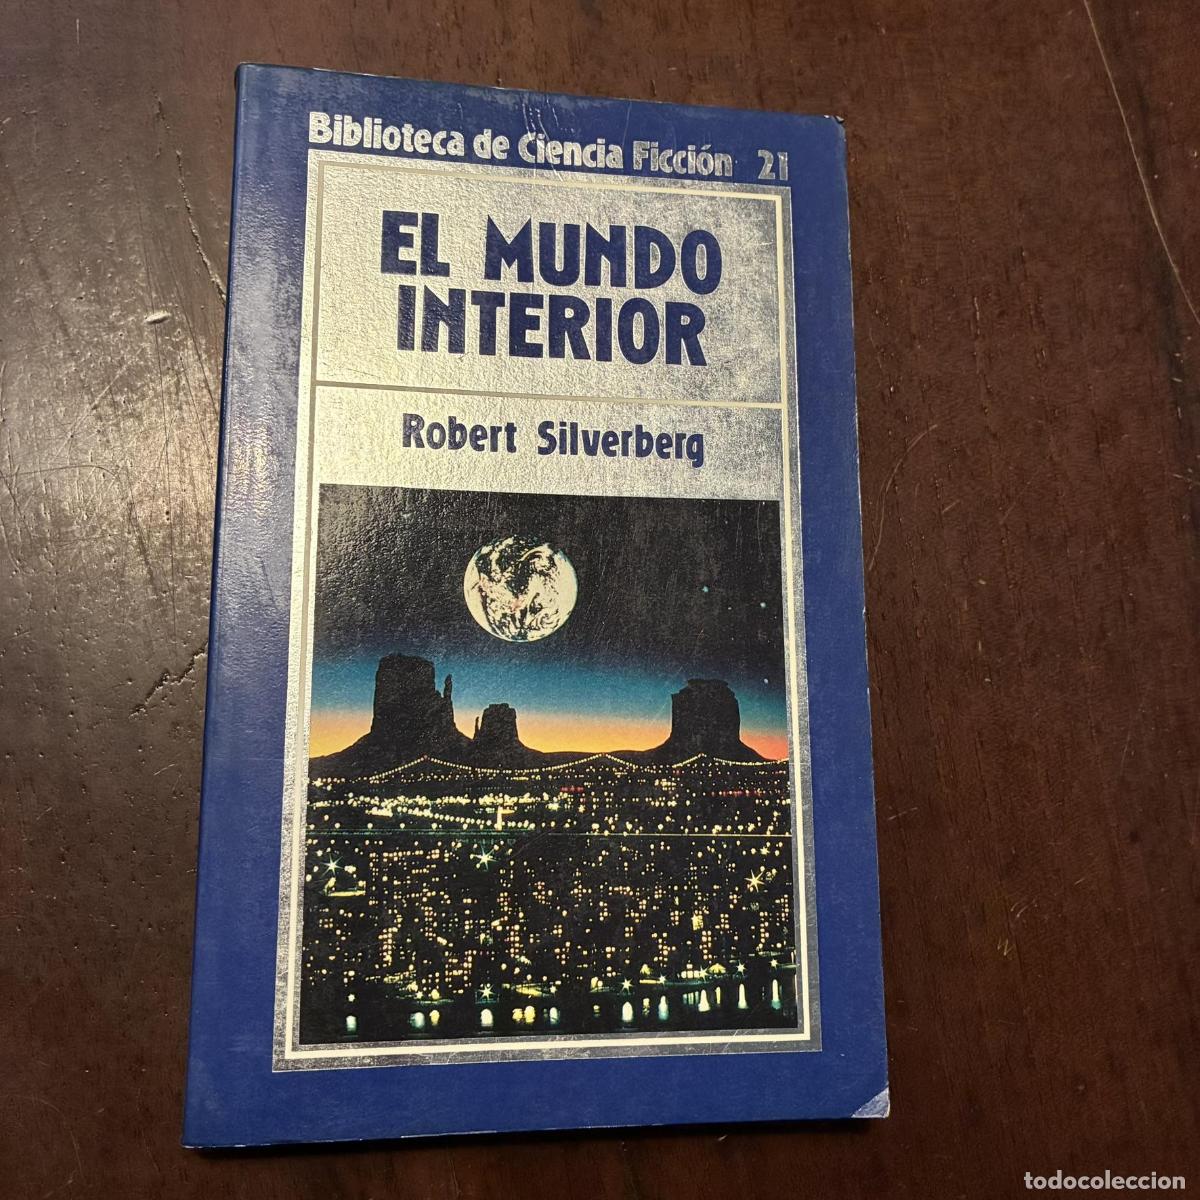 Biblioteca de Ciencia Ficción 21
EL MUNDO
INTERIOR
Robert Silverberg
todocoleccion